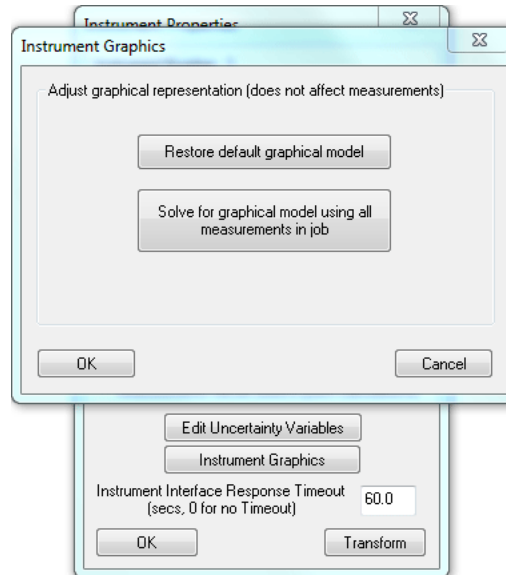 Instrument Properties
Instrument Graphics
Adjust graphical representation (does not affect measurements)
Restore default graphical model
Solve for graphical model using all
measurements in job
OK
Cancel
Edit Uncertainty Variables
Instrument Graphics
Instrument Interface Response Timeout
(secs, 0 for no Timeout)
60.0
OK
Transform